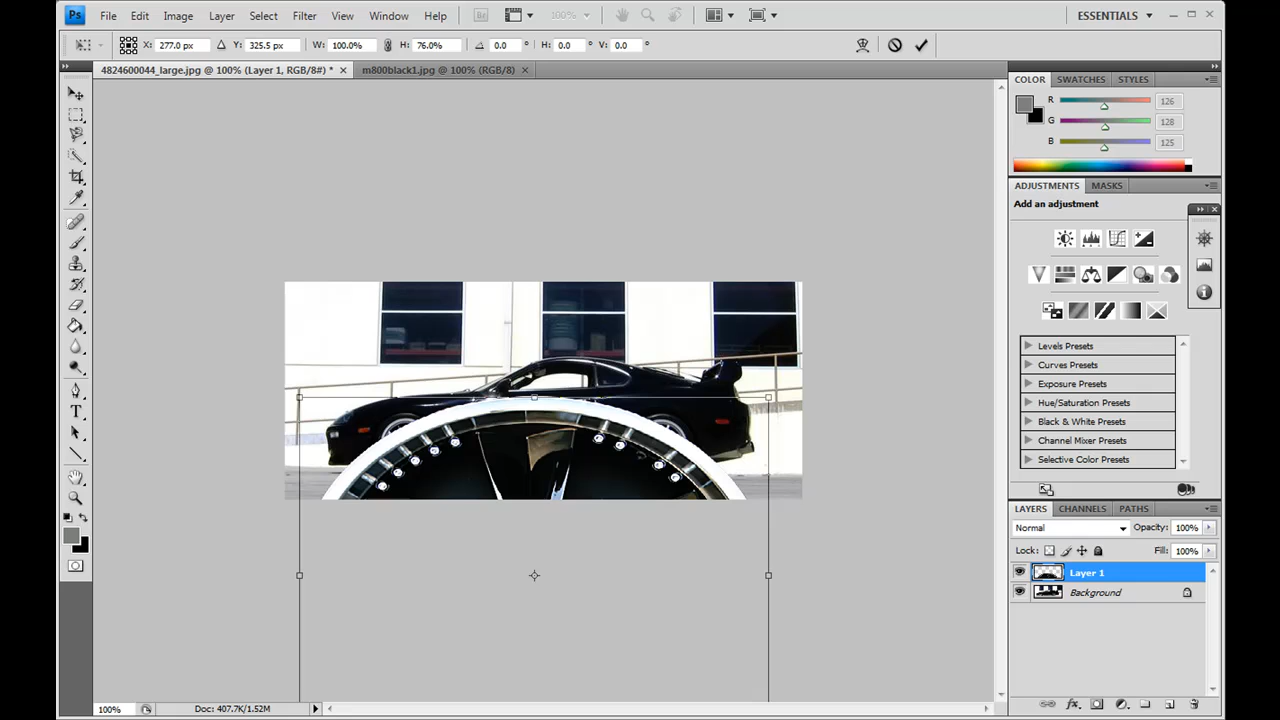 Ps File Edit Image Layer Select Filter View Window Help Br 100% ESSENTIALS
X: 277.0 px Y: 325.5 px W: 100.0% H: 76.0% 0.0 ° H: 0.0 ° V: 0.0 °
4824600044_large.jpg @ 100% (Layer 1, RGB/8#) * m800black1.jpg @ 100% (RGB/8)
COLOR SWATCHES STYLES
R 126
G 128
B 125
ADJUSTMENTS MASKS
Add an adjustment
Levels Presets
Curves Presets
Exposure Presets
Hue/Saturation Presets
Black & White Presets
Channel Mixer Presets
Selective Color Presets
LAYERS CHANNELS PATHS
Normal Opacity: 100%
Lock: Fill: 100%
Layer 1
Background
100% Doc: 407.7K/1.52M